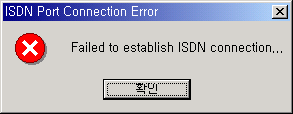 ISDN Port Connection Error
Failed to establish ISDN connection...
확인